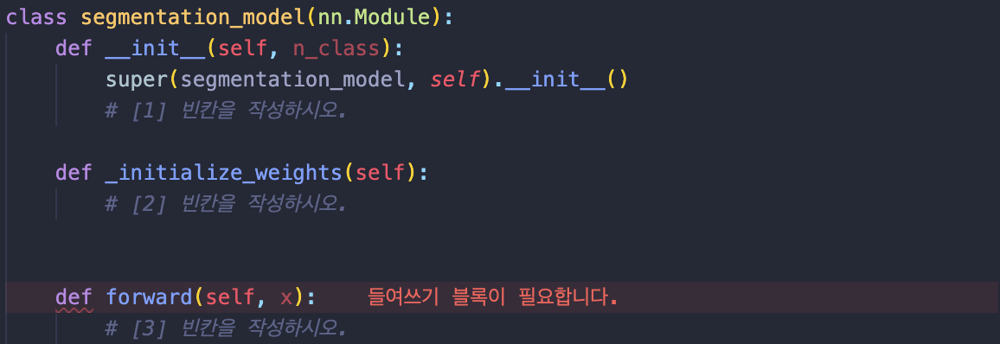 class segmentation_model(nn.Module):
def __init__(self, n_class):
super(segmentation_model, self).__init__()
# [1] 빈칸을 작성하시오.
def _initialize_weights(self):
# [2] 빈칸을 작성하시오.
def forward(self, x): 들여쓰기 블록이 필요합니다.
# [3] 빈칸을 작성하시오.